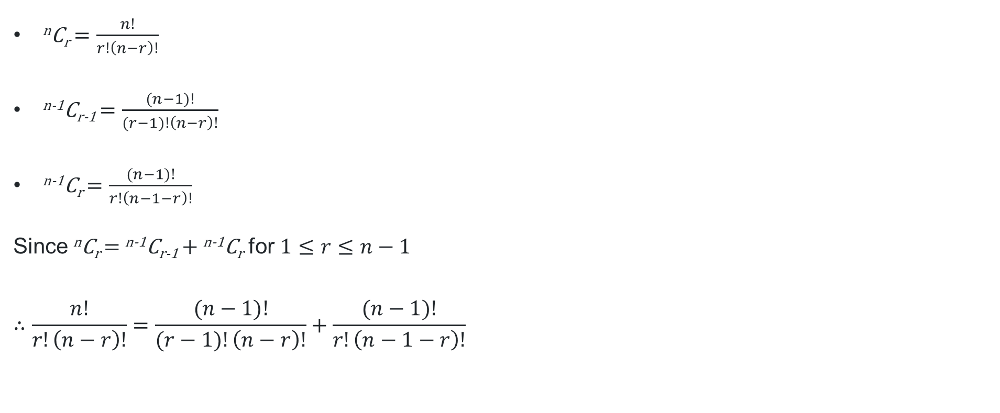 • ⁿCᵣ = n! / r!(n−r)!
• ⁿ⁻¹Cᵣ₋₁ = (n−1)! / (r−1)!(n−r)!
• ⁿ⁻¹Cᵣ = (n−1)! / r!(n−1−r)!
Since ⁿCᵣ = ⁿ⁻¹Cᵣ₋₁ + ⁿ⁻¹Cᵣ for 1 ≤ r ≤ n − 1
∴ n! / r! (n − r)! = (n − 1)! / (r − 1)! (n − r)! + (n − 1)! / r! (n − 1 − r)!